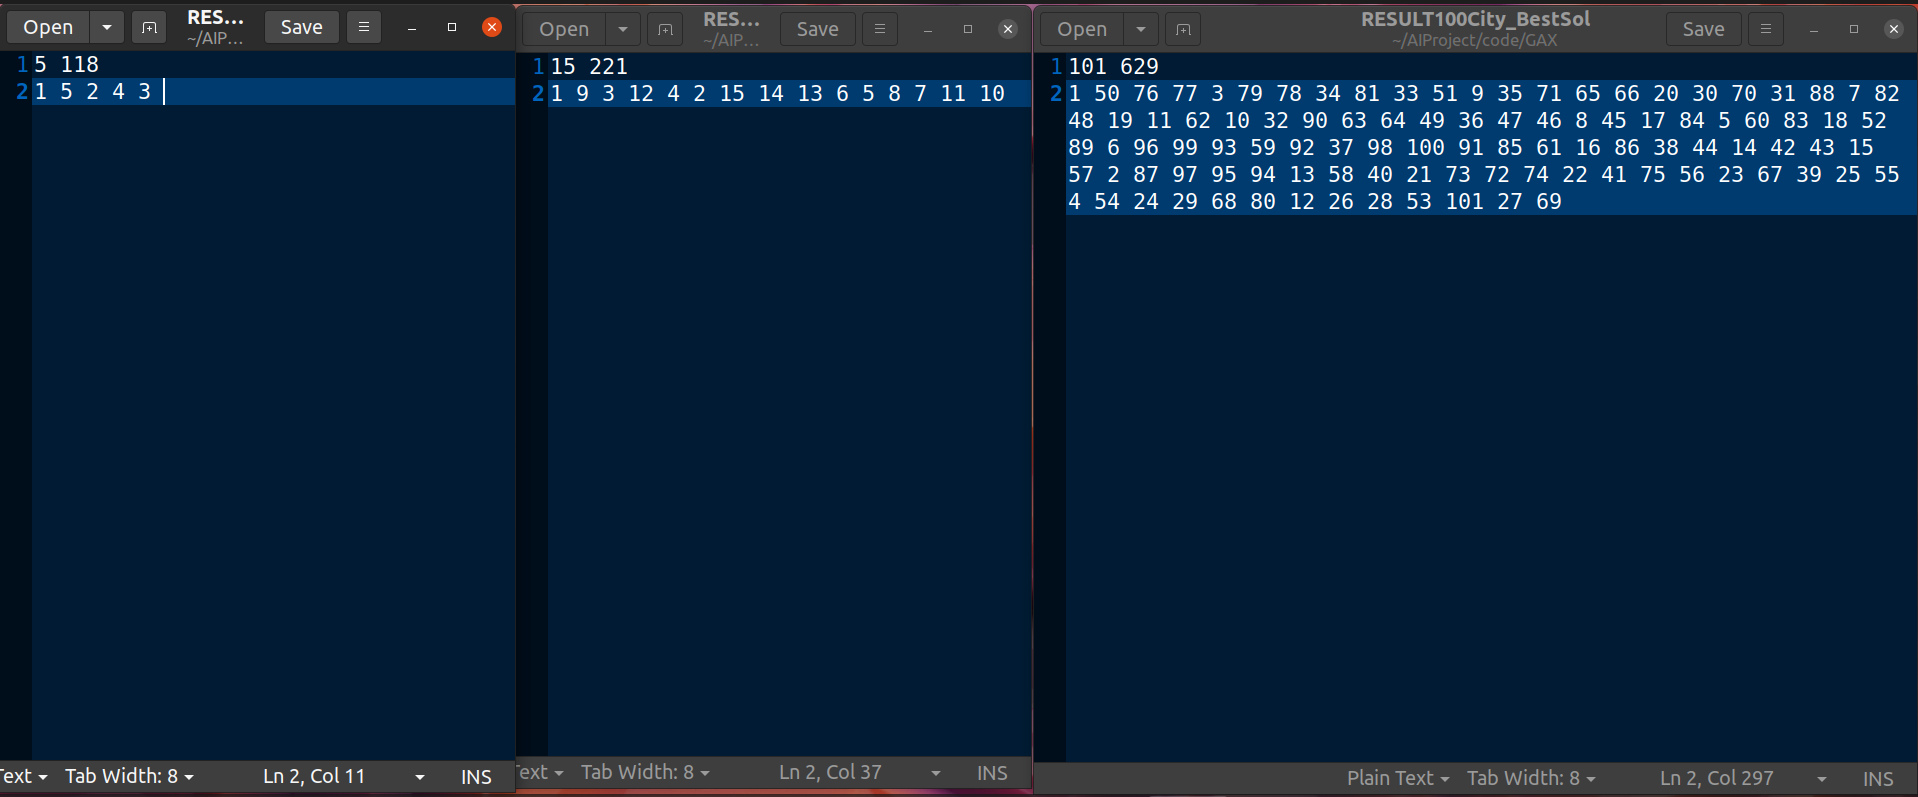 Open
RES...
~/AIP...
Save
1 5 118
2 1 5 2 4 3
Text
Tab Width: 8
Ln 2, Col 11
INS
Open
RES...
~/AIP...
Save
1 15 221
2 1 9 3 12 4 2 15 14 13 6 5 8 7 11 10
Text
Tab Width: 8
Ln 2, Col 37
INS
Open
RESULT100City_BestSol
~/AIProject/code/GAX
Save
1 101 629
2 1 50 76 77 3 79 78 34 81 33 51 9 35 71 65 66 20 30 70 31 88 7 82
48 19 11 62 10 32 90 63 64 49 36 47 46 8 45 17 84 5 60 83 18 52
89 6 96 99 93 59 92 37 98 100 91 85 61 16 86 38 44 14 42 43 15
57 2 87 97 95 94 13 58 40 21 73 72 74 22 41 75 56 23 67 39 25 55
4 54 24 29 68 80 12 26 28 53 101 27 69
Plain Text
Tab Width: 8
Ln 2, Col 297
INS